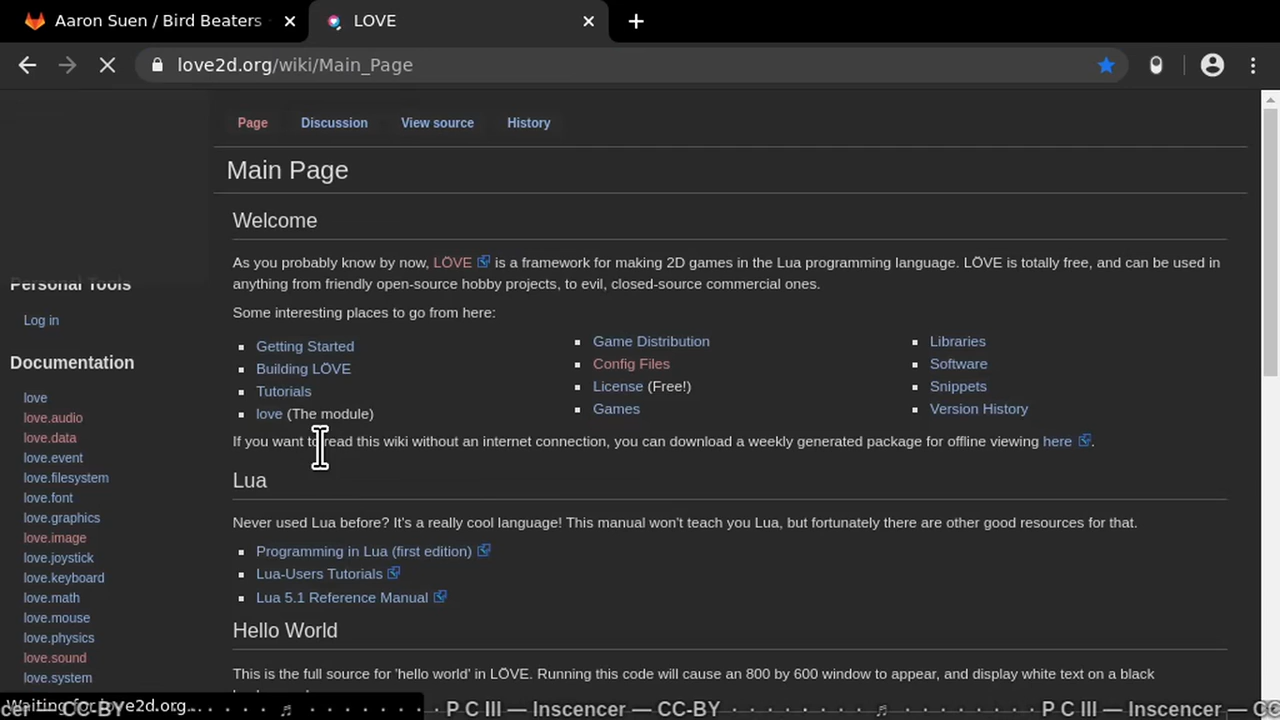 Aaron Suen / Bird Beaters
LOVE
love2d.org/wiki/Main_Page
Page
Discussion
View source
History
Main Page
Welcome
As you probably know by now, LÖVE is a framework for making 2D games in the Lua programming language. LÖVE is totally free, and can be used in
anything from friendly open-source hobby projects, to evil, closed-source commercial ones.
Some interesting places to go from here:
Getting Started
Building LÖVE
Tutorials
love (The module)
Game Distribution
Config Files
License (Free!)
Games
Libraries
Software
Snippets
Version History
If you want to read this wiki without an internet connection, you can download a weekly generated package for offline viewing here.
Lua
Never used Lua before? It's a really cool language! This manual won't teach you Lua, but fortunately there are other good resources for that.
Programming in Lua (first edition)
Lua-Users Tutorials
Lua 5.1 Reference Manual
Hello World
This is the full source for 'hello world' in LÖVE. Running this code will cause an 800 by 600 window to appear, and display white text on a black
Personal Tools
Log in
Documentation
love
love.audio
love.data
love.event
love.filesystem
love.font
love.graphics
love.image
love.joystick
love.keyboard
love.math
love.mouse
love.physics
love.sound
love.system
Waiting for love2d.org...
cer — CC-BY · · · · · · · ♬ · · · · · · · P C III — Inscencer — CC-BY · · · · · · · ♬ · · · · · · · P C III — Inscencer — CC